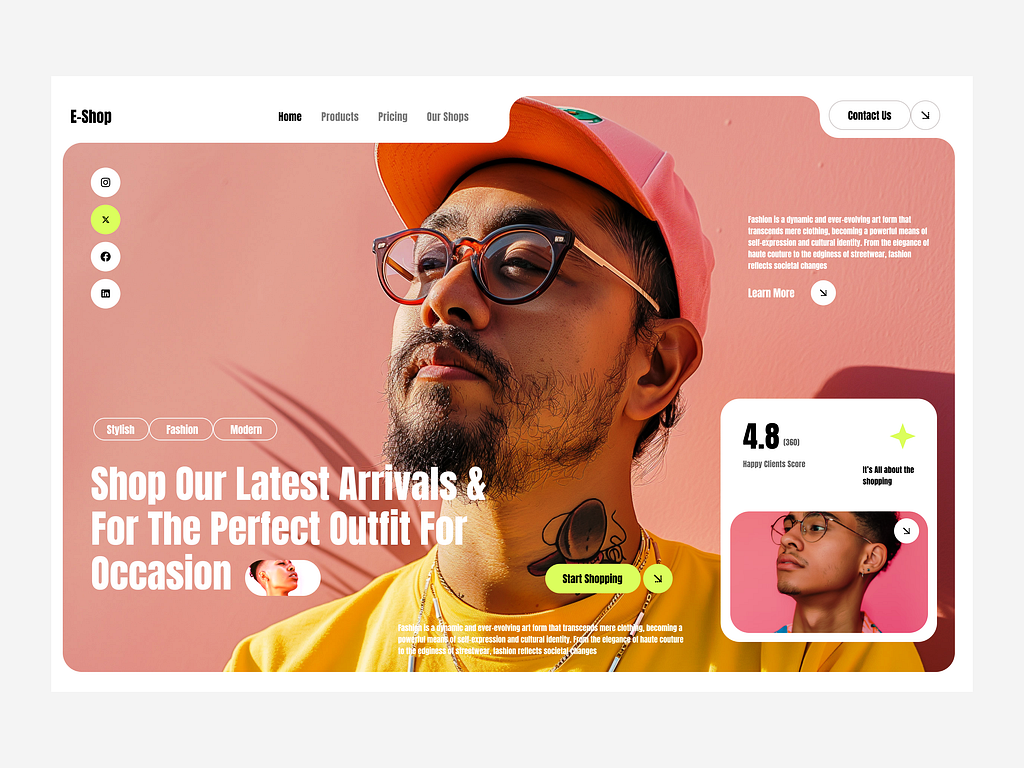 E-Shop
Home Products Pricing Our Shops
Contact Us
Fashion is a dynamic and ever-evolving art form that
transcends mere clothing, becoming a powerful means of
self-expression and cultural identity. From the elegance of
haute couture to the edginess of streetwear, fashion
reflects societal changes
Learn More
Stylish Fashion Modern
Shop Our Latest Arrivals &
For The Perfect Outfit For
Occasion
4.8 (360)
Happy Clients Score
It's All about the
shopping
Start Shopping
Fashion is a dynamic and ever-evolving art form that transcends mere clothing, becoming a
powerful means of self-expression and cultural identity. From the elegance of haute couture
to the edginess of streetwear, fashion reflects societal changes